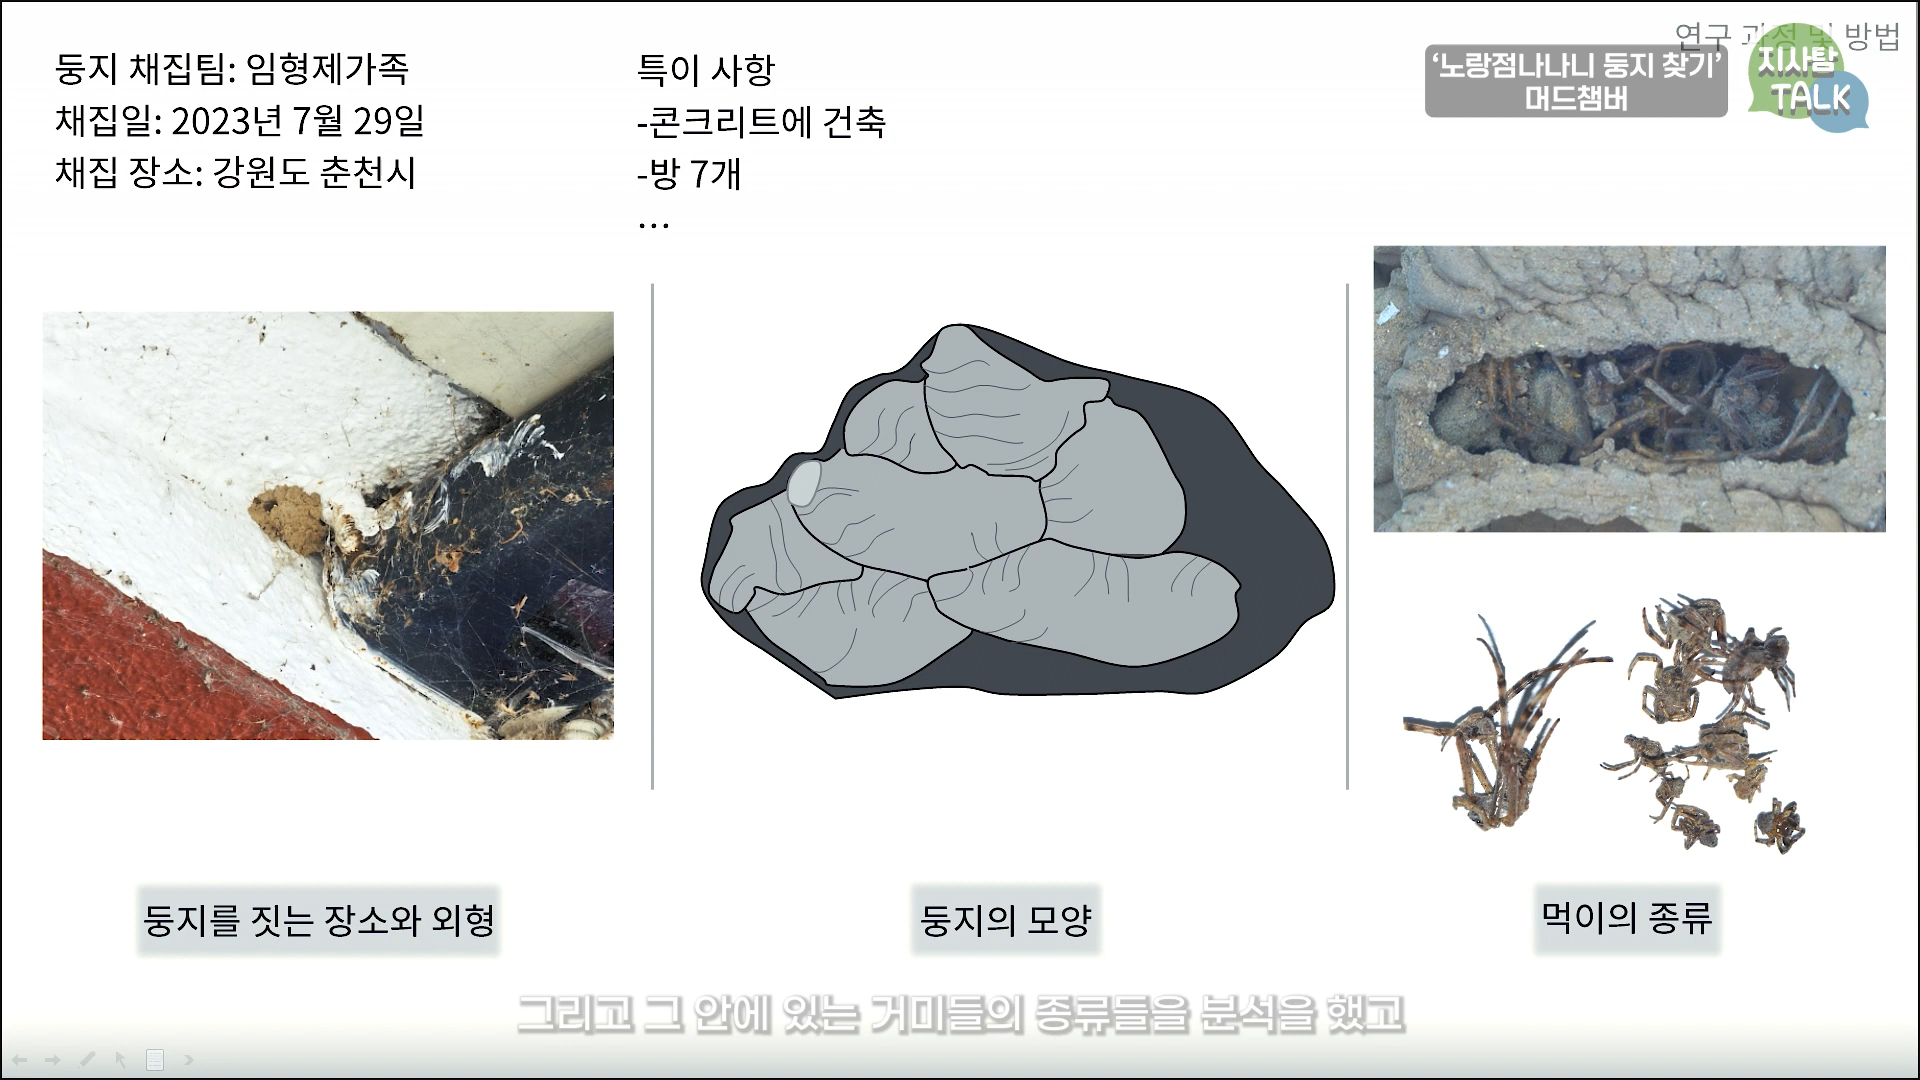 연구 과정 및 방법
둥지 채집팀: 임형제가족
채집일: 2023년 7월 29일
채집 장소: 강원도 춘천시
특이 사항
-콘크리트에 건축
-방 7개
...
‘노랑점나나니 둥지 찾기’
머드챔버
지사탐
TALK
둥지를 짓는 장소와 외형
둥지의 모양
먹이의 종류
그리고 그 안에 있는 거미들의 종류들을 분석을 했고